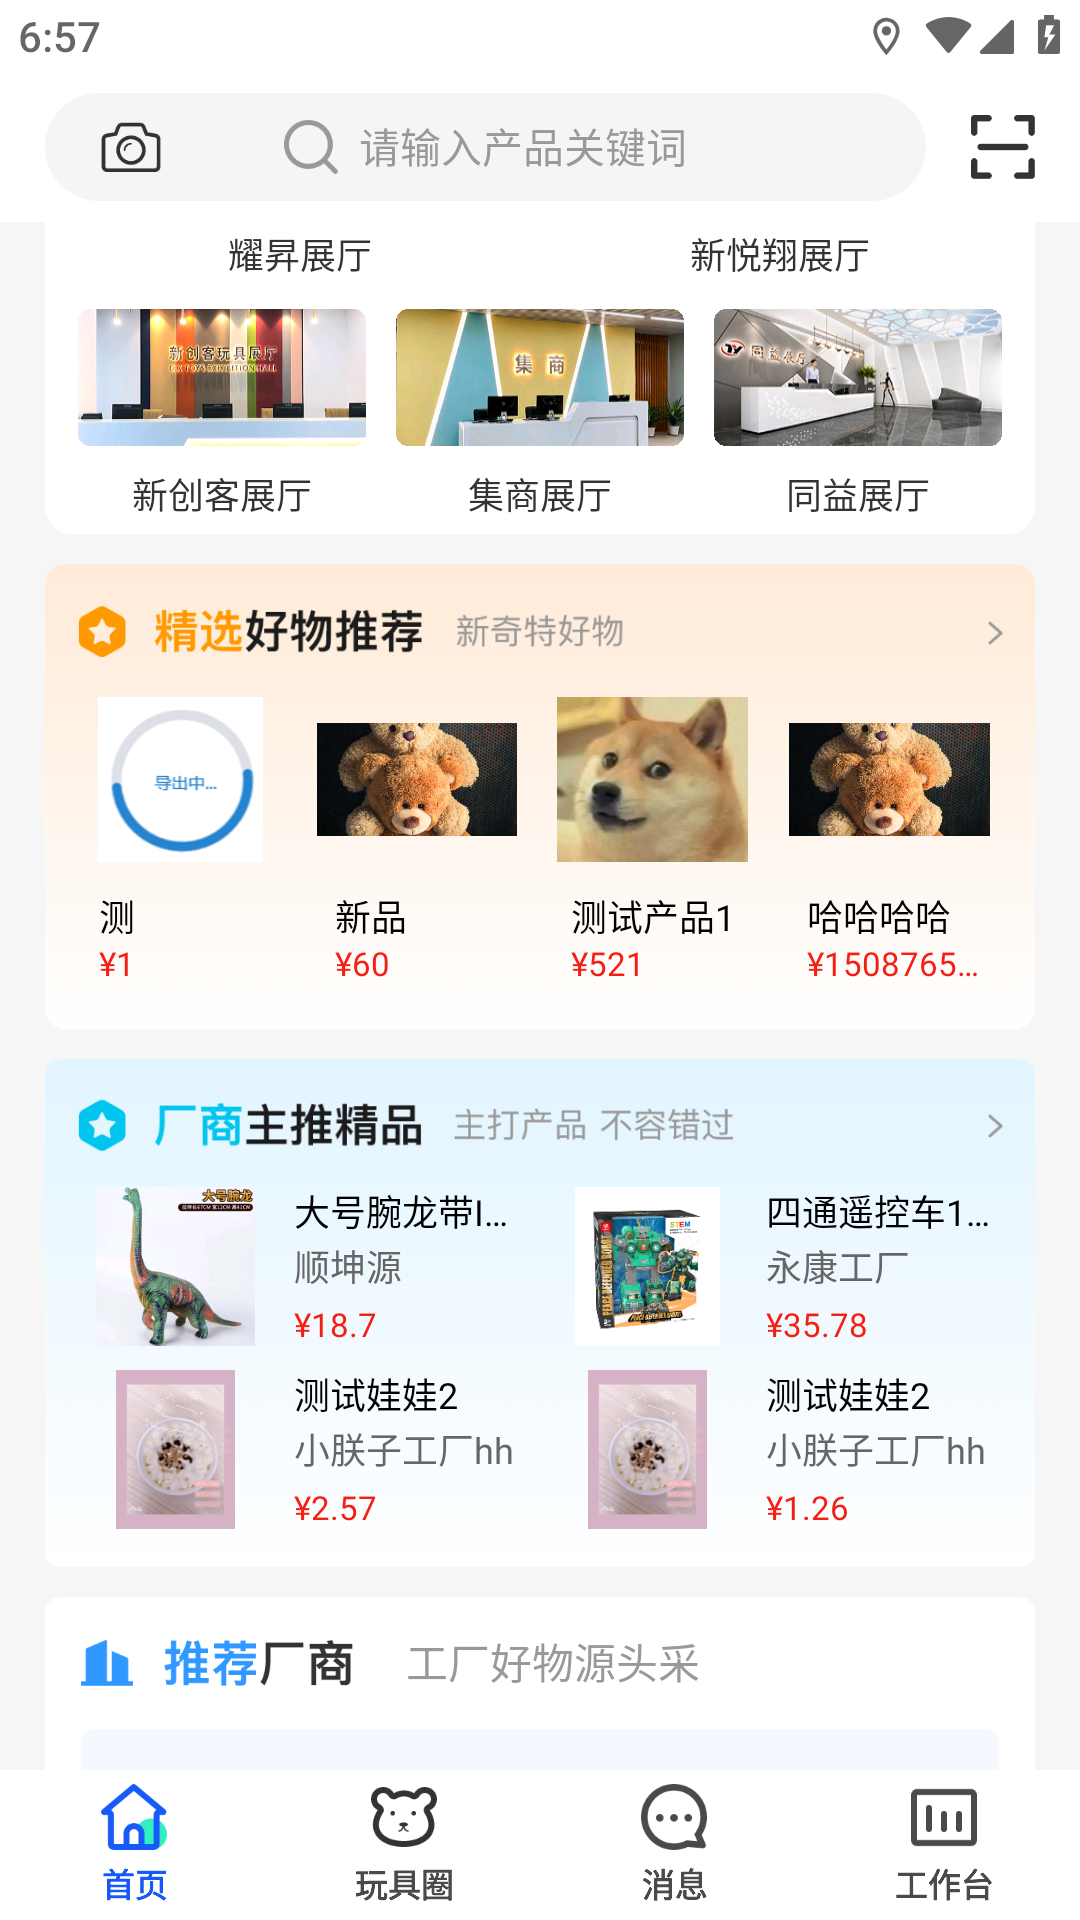 6:57
请输入产品关键词
耀昇展厅 新悦翔展厅
新创客玩具展厅
集 商
同益展厅
新创客展厅 集商展厅 同益展厅
精选好物推荐 新奇特好物
导出中...
测 新品 测试产品1 哈哈哈哈
¥1 ¥60 ¥521 ¥1508765...
厂商主推精品 主打产品 不容错过
大号腕龙
STEM
大号腕龙带I... 四通遥控车1...
顺坤源 永康工厂
¥18.7 ¥35.78
测试娃娃2 测试娃娃2
小朕子工厂hh 小朕子工厂hh
¥2.57 ¥1.26
推荐厂商 工厂好物源头采
首页 玩具圈 消息 工作台